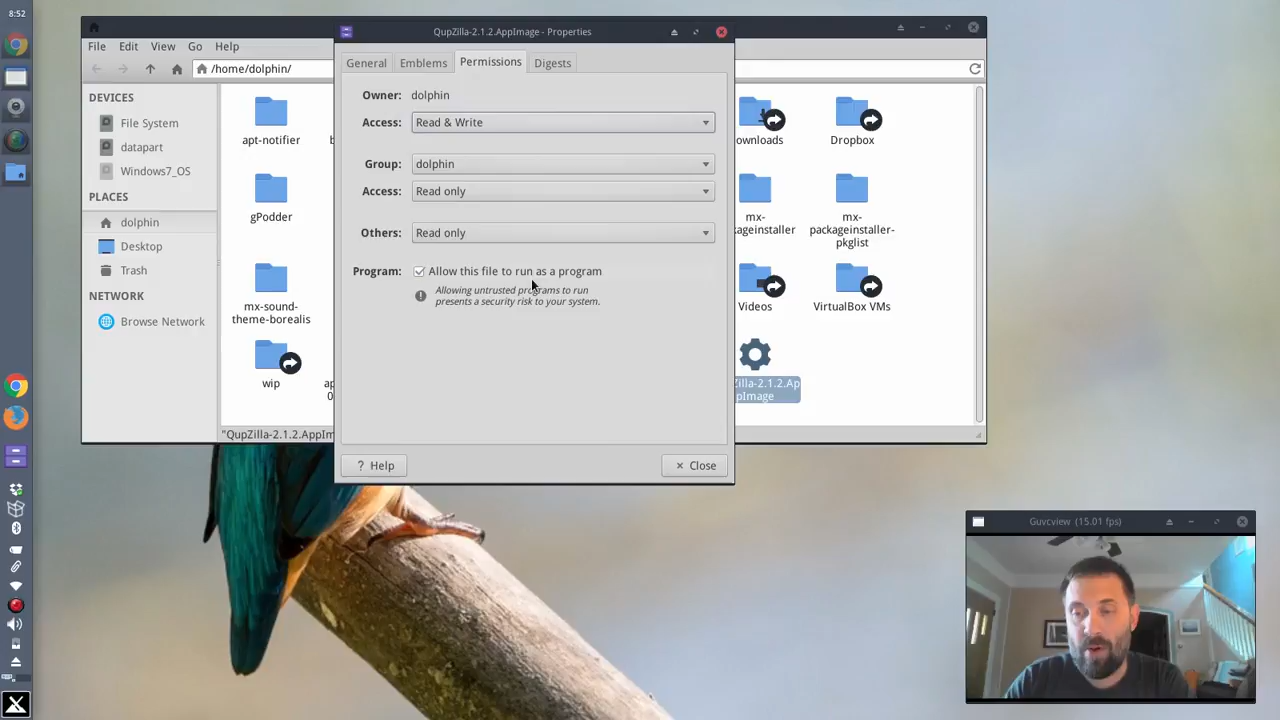 8:52
QupZilla-2.1.2.AppImage - Properties
File Edit View Go Help
/home/dolphin/
General Emblems Permissions Digests
DEVICES
File System
datapart
Windows7_OS
PLACES
dolphin
Desktop
Trash
NETWORK
Browse Network
apt-notifier
gPodder
mx-sound-
theme-borealis
wip
"QupZilla-2.1.2.AppIm
Owner: dolphin
Access: Read & Write
Group: dolphin
Access: Read only
Others: Read only
Program: Allow this file to run as a program
Allowing untrusted programs to run
presents a security risk to your system.
? Help
Close
ownloads
Dropbox
mx-
kageinstaller
mx-
packageinstaller-
pkglist
Videos
VirtualBox VMs
Zilla-2.1.2.Ap
pImage
Guvcview (15.01 fps)